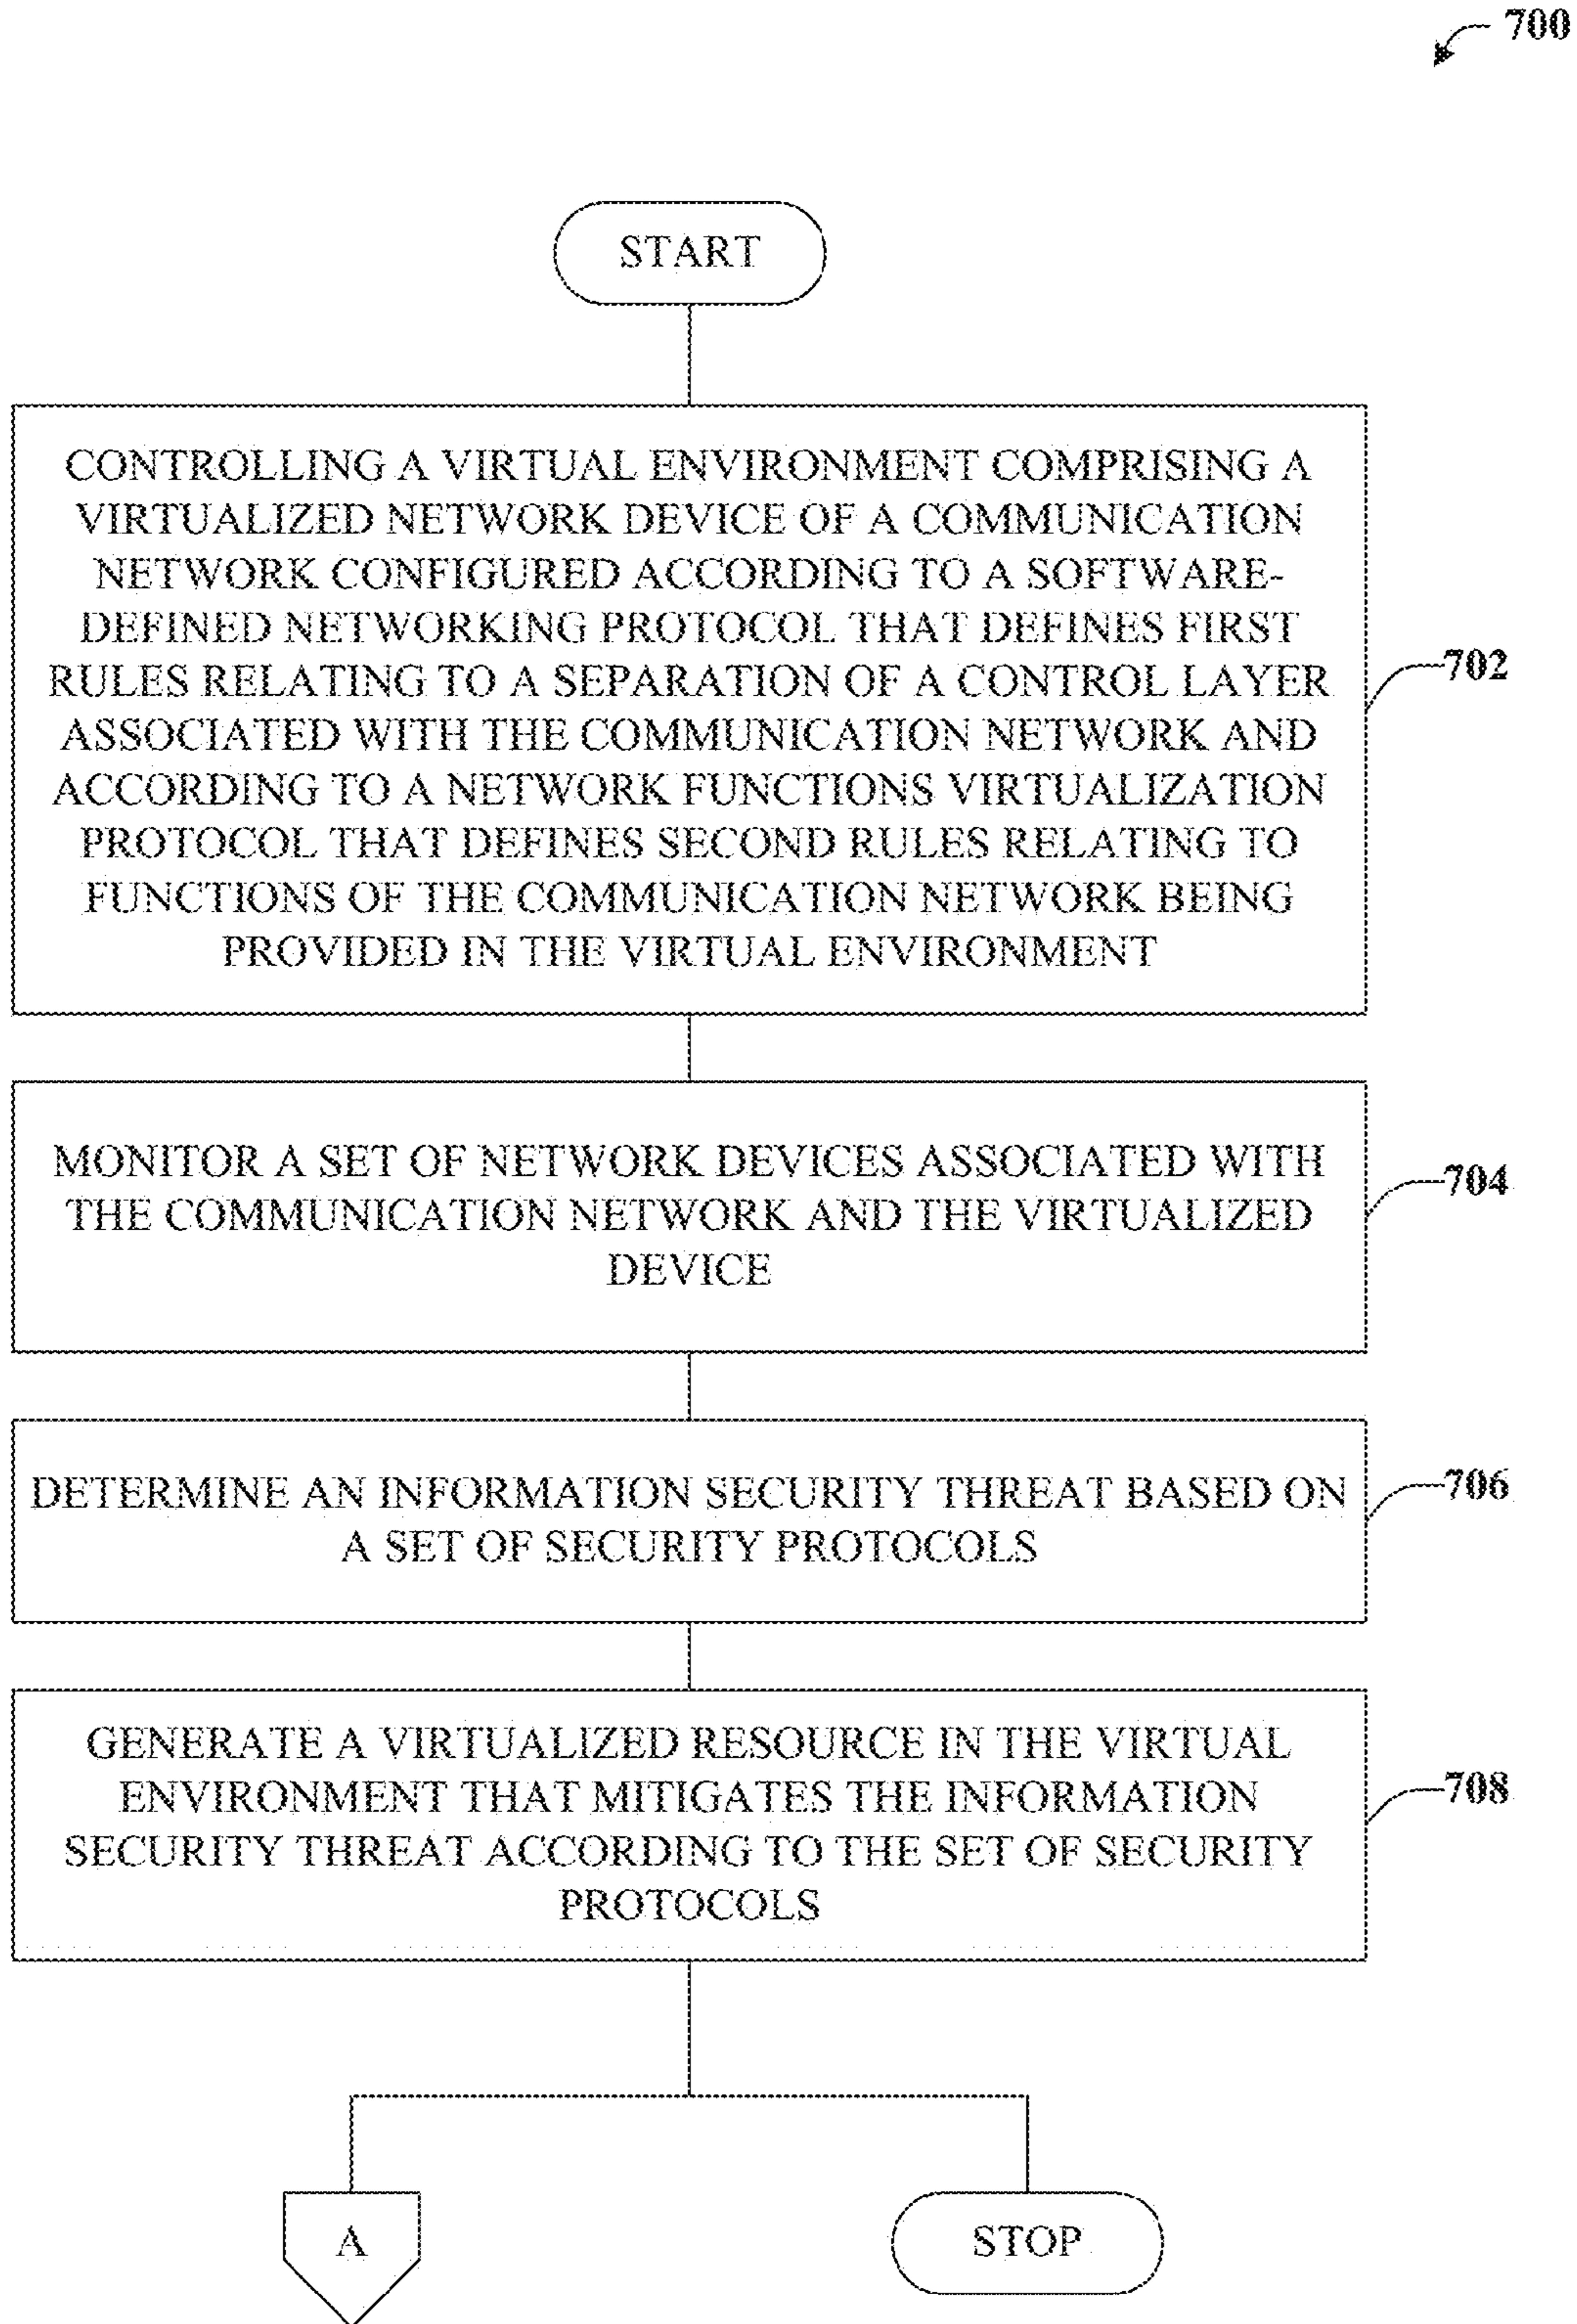 700
START
CONTROLLING A VIRTUAL ENVIRONMENT COMPRISING A
VIRTUALIZED NETWORK DEVICE OF A COMMUNICATION
NETWORK CONFIGURED ACCORDING TO A SOFTWARE-
DEFINED NETWORKING PROTOCOL THAT DEFINES FIRST
RULES RELATING TO A SEPARATION OF A CONTROL LAYER
ASSOCIATED WITH THE COMMUNICATION NETWORK AND
ACCORDING TO A NETWORK FUNCTIONS VIRTUALIZATION
PROTOCOL THAT DEFINES SECOND RULES RELATING TO
FUNCTIONS OF THE COMMUNICATION NETWORK BEING
PROVIDED IN THE VIRTUAL ENVIRONMENT
702
MONITOR A SET OF NETWORK DEVICES ASSOCIATED WITH
THE COMMUNICATION NETWORK AND THE VIRTUALIZED
DEVICE
704
DETERMINE AN INFORMATION SECURITY THREAT BASED ON
A SET OF SECURITY PROTOCOLS
706
GENERATE A VIRTUALIZED RESOURCE IN THE VIRTUAL
ENVIRONMENT THAT MITIGATES THE INFORMATION
SECURITY THREAT ACCORDING TO THE SET OF SECURITY
PROTOCOLS
708
A
STOP